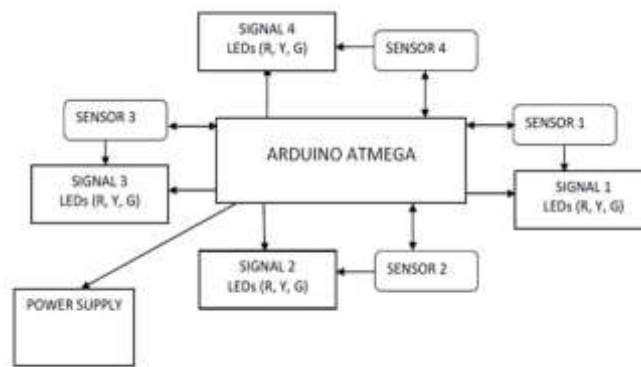 SIGNAL 4
LEDs (R, Y, G)
SENSOR 4
SENSOR 3
SENSOR 1
ARDUINO ATMEGA
SIGNAL 3
LEDs (R, Y, G)
SIGNAL 1
LEDs (R, Y, G)
SIGNAL 2
LEDs (R, Y, G)
SENSOR 2
POWER SUPPLY